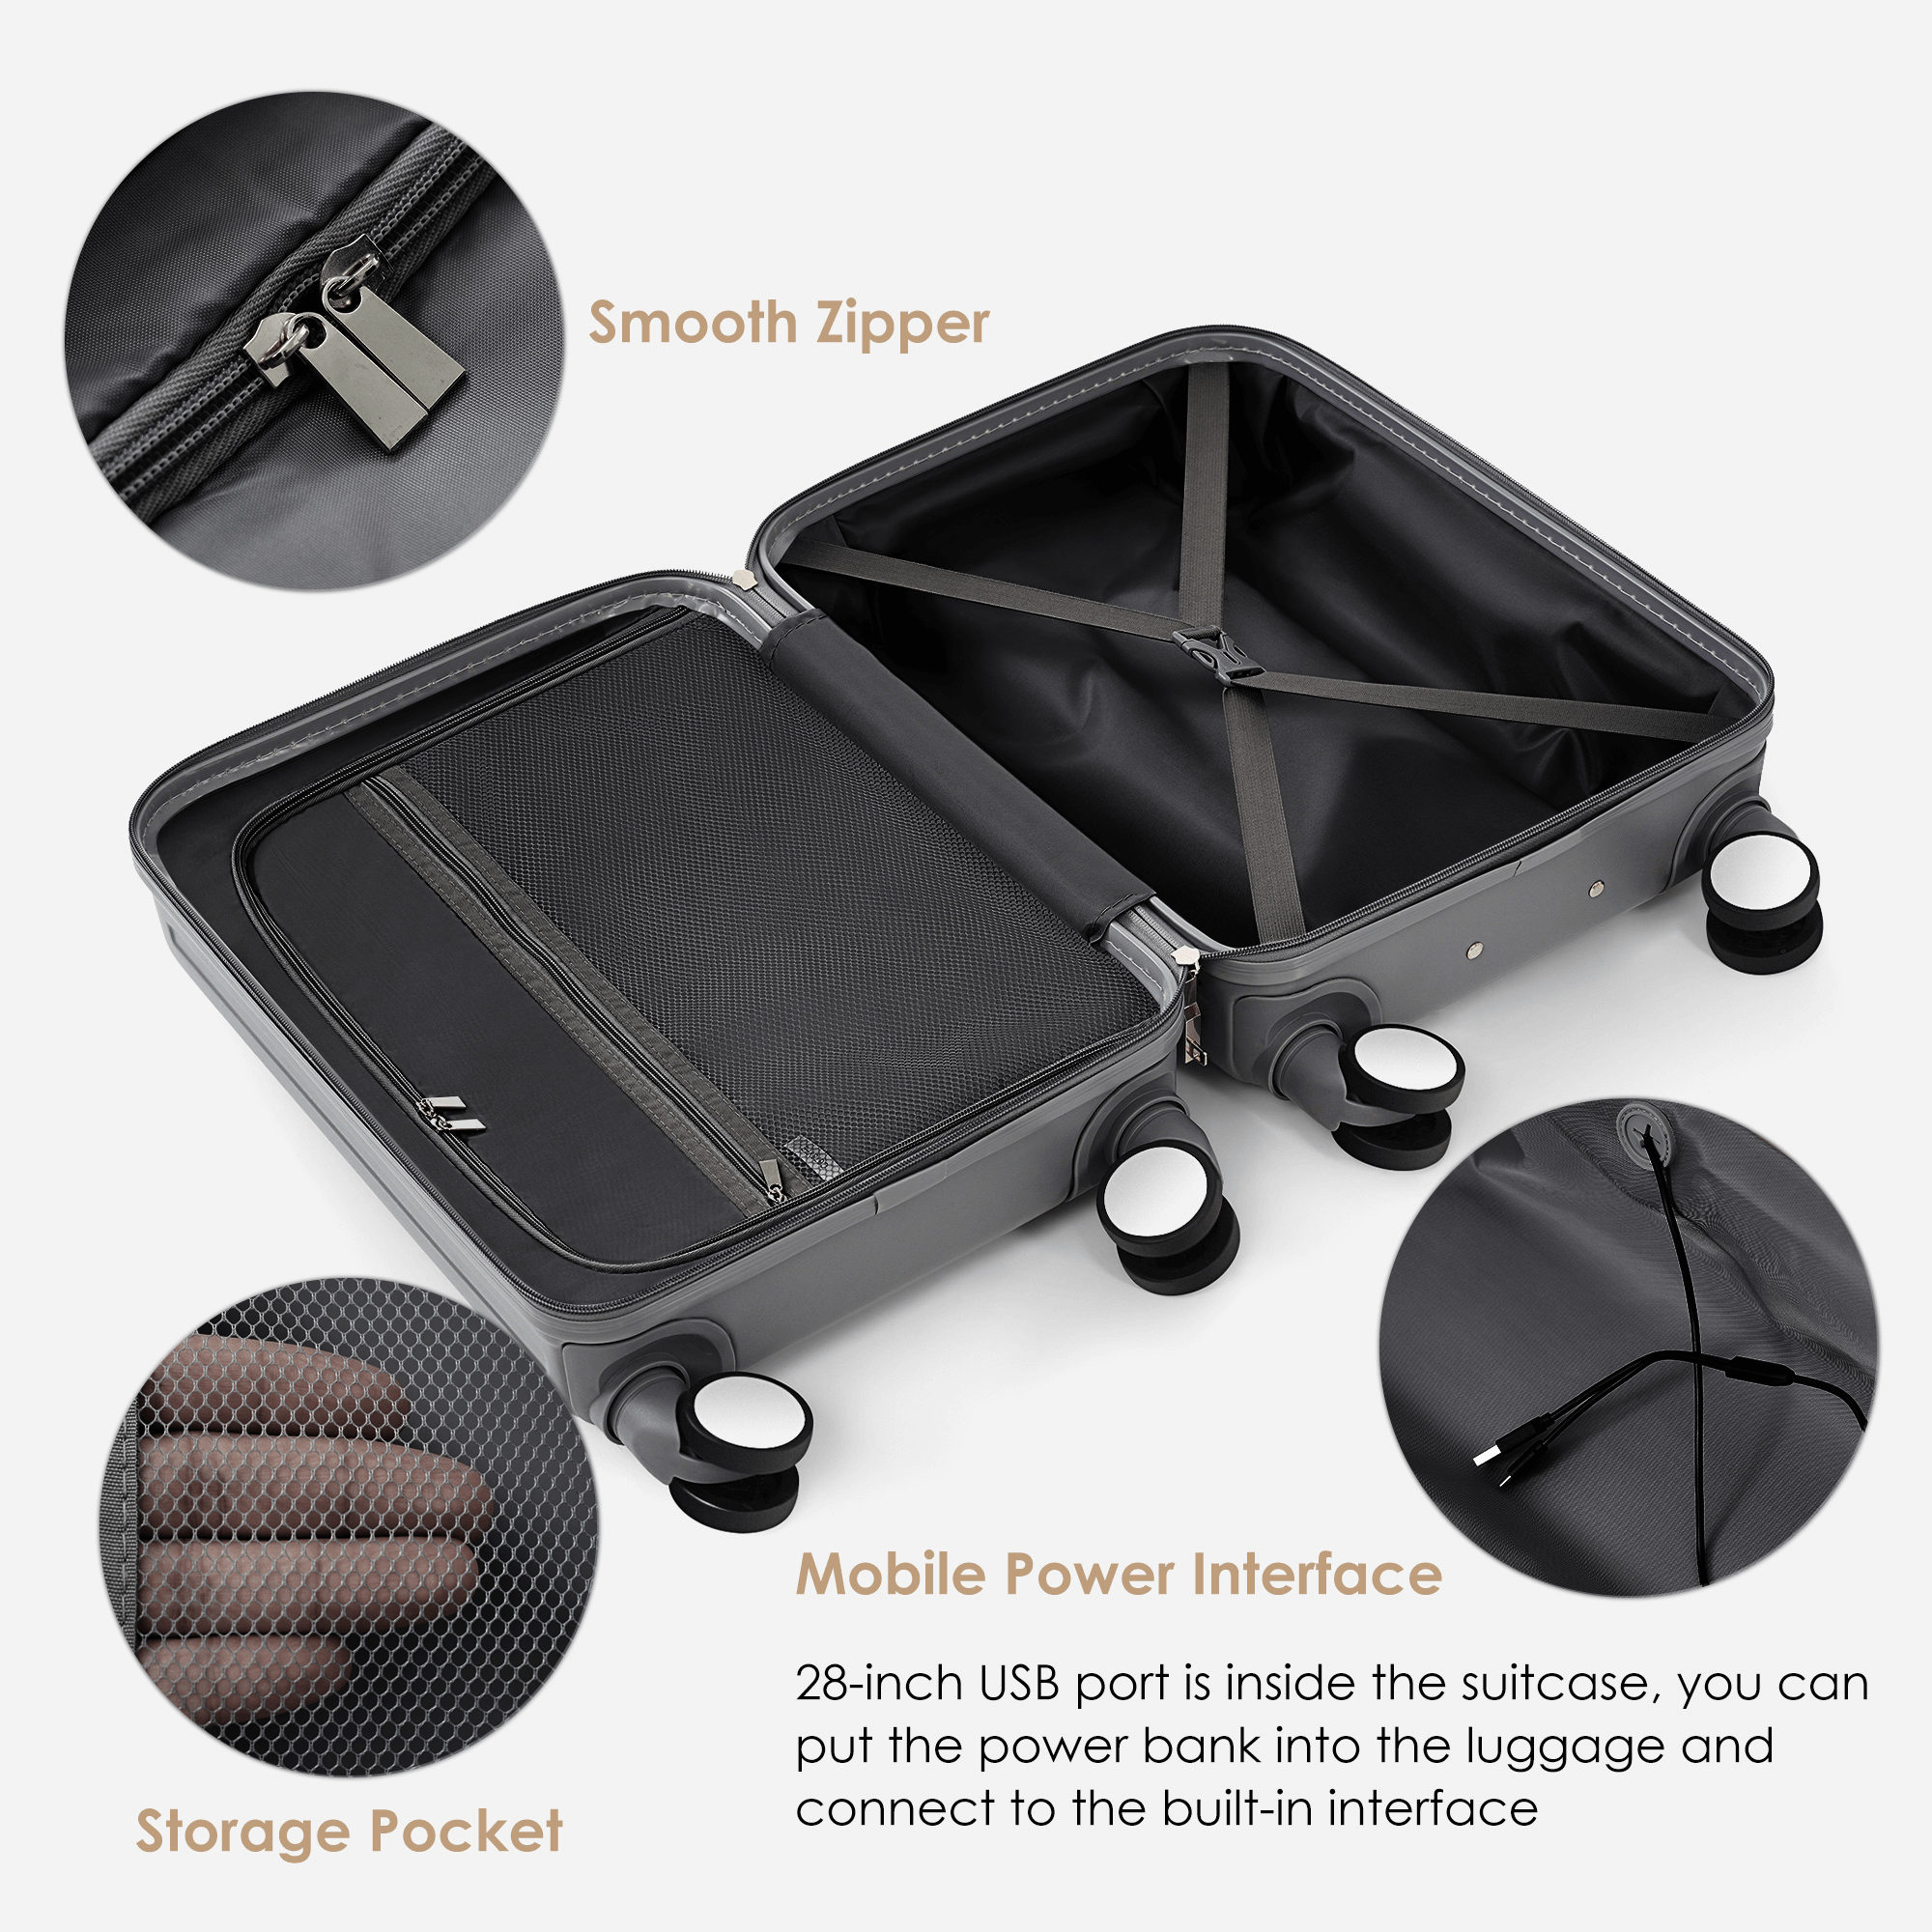 Smooth Zipper
Mobile Power Interface
28-inch USB port is inside the suitcase, you can
put the power bank into the luggage and
connect to the built-in interface
Storage Pocket